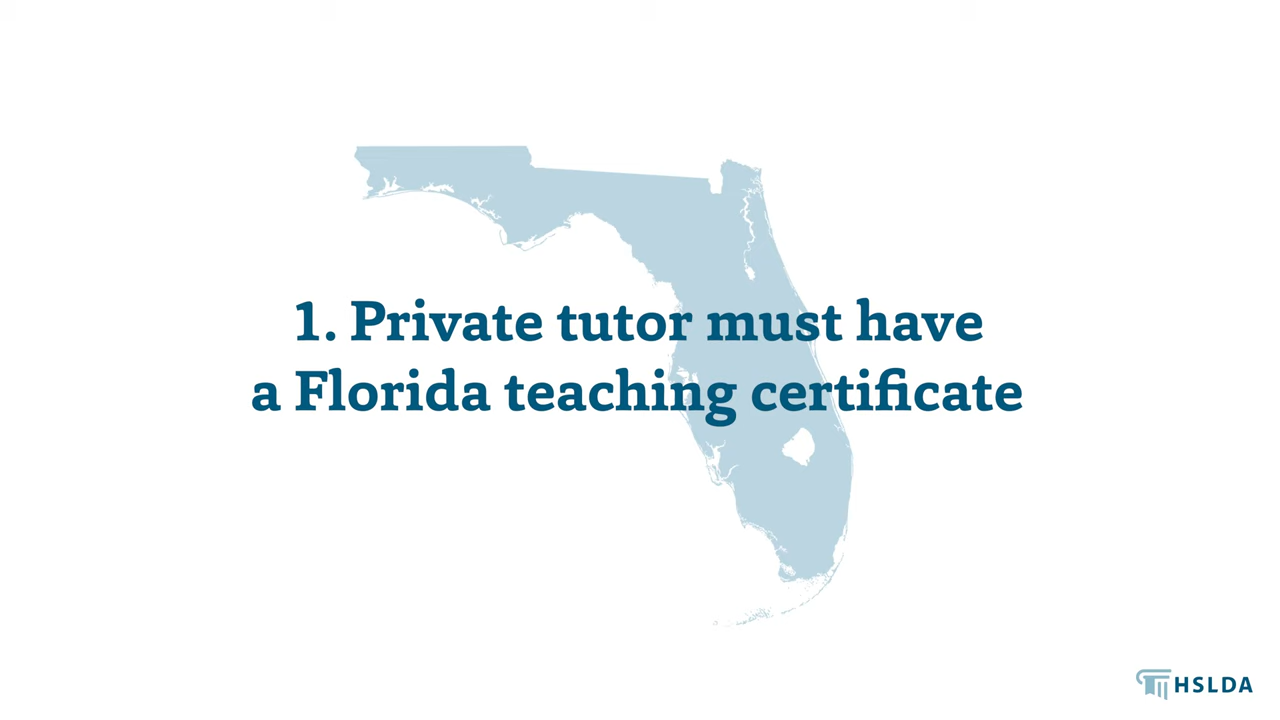 1. Private tutor must have
a Florida teaching certificate
HSLDA